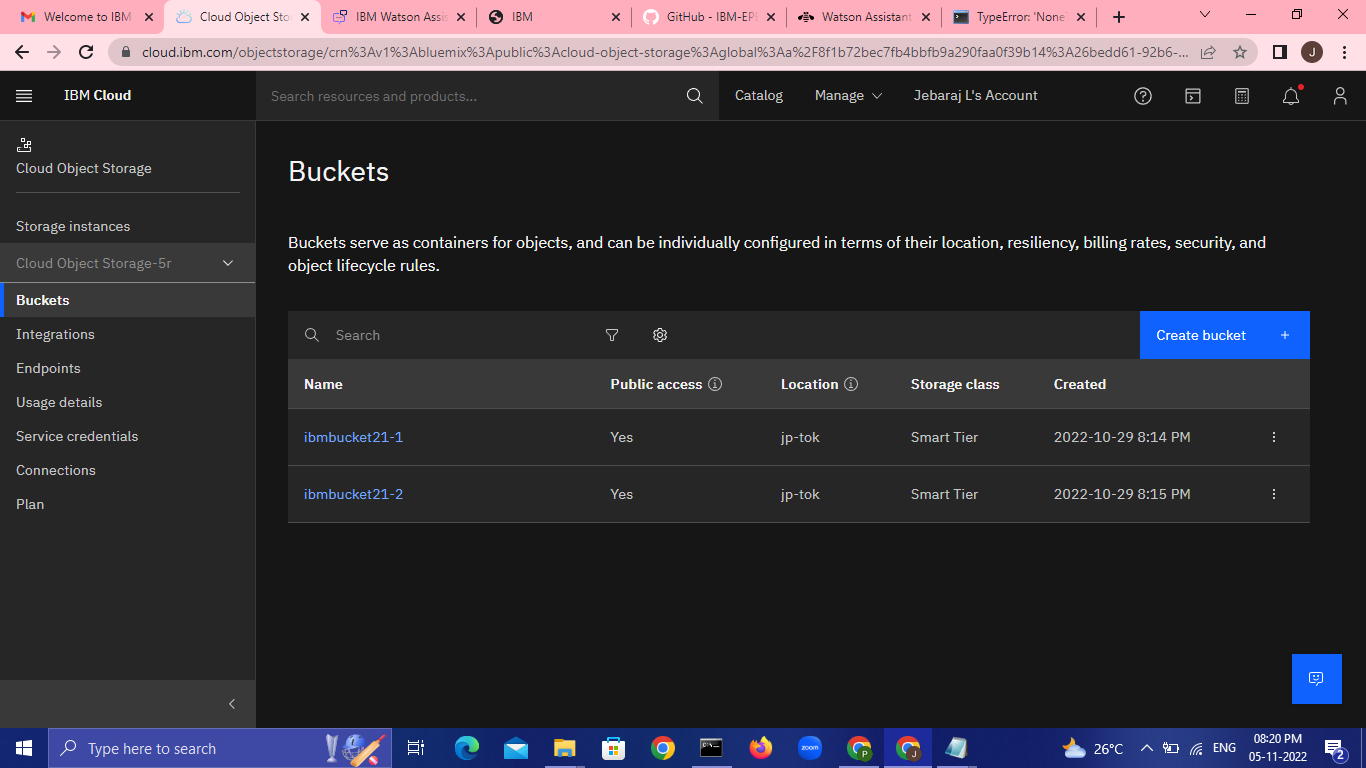 Welcome to IBM
Cloud Object Sto
IBM Watson Assis
IBM
GitHub - IBM-EPB
Watson Assistant
TypeError: 'None
cloud.ibm.com/objectstorage/crn%3Av1%3Abluemix%3Apublic%3Acloud-object-storage%3Aglobal%3Aa%2F8f1b72bec7fb4bbfb9a290faa0f39b14%3A26bedd61-92b6-...
J
IBM Cloud
Search resources and products...
Catalog
Manage
Jebaraj L's Account
Cloud Object Storage
Storage instances
Cloud Object Storage-5r
Buckets
Integrations
Endpoints
Usage details
Service credentials
Connections
Plan
Buckets
Buckets serve as containers for objects, and can be individually configured in terms of their location, resiliency, billing rates, security, and
object lifecycle rules.
Search
Create bucket +
Name Public access Location Storage class Created
ibmbucket21-1 Yes jp-tok Smart Tier 2022-10-29 8:14 PM
ibmbucket21-2 Yes jp-tok Smart Tier 2022-10-29 8:15 PM
Type here to search
zoom
P
J
26°C
ENG
08:20 PM
05-11-2022
2